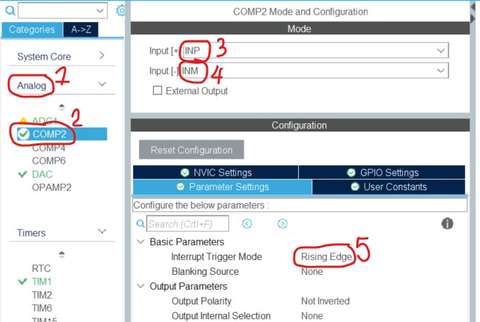 COMP2 Mode and Configuration
Categories A->Z
Mode
System Core
Input [+] INP 3
1
Analog
Input [-] INM 4
External Output
2
ADC1
COMP2
COMP4
COMP6
DAC
OPAMP2
Configuration
Reset Configuration
NVIC Settings GPIO Settings
Parameter Settings User Constants
Configure the below parameters :
Search (Crtl+F)
Basic Parameters
Interrupt Trigger Mode Rising Edge 5
Blanking Source None
Output Parameters
Output Polarity Not Inverted
Output Internal Selection None
Timers
RTC
TIM1
TIM2
TIM6
TIM15